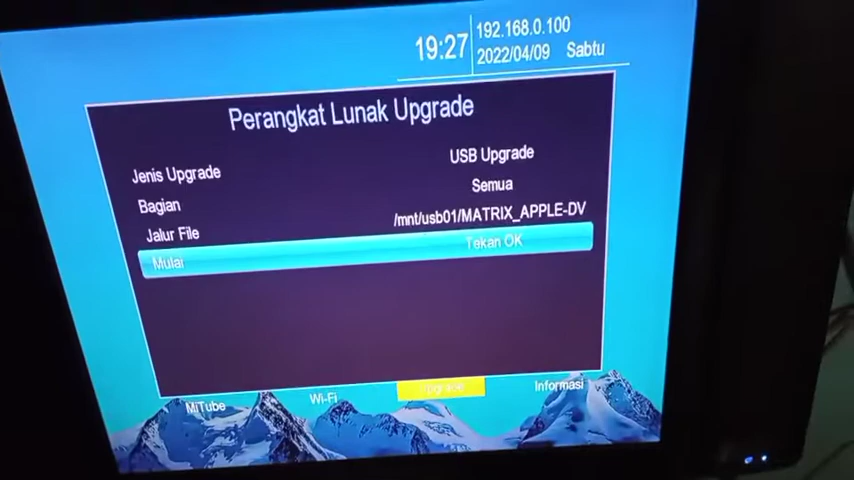 19:27
192.168.0.100
2022/04/09 Sabtu
Perangkat Lunak Upgrade
Jenis Upgrade USB Upgrade
Bagian Semua
Jalur File /mnt/usb01/MATRIX_APPLE-DV
Mulai Tekan OK
MiTube Wi-Fi Upgrade Informasi